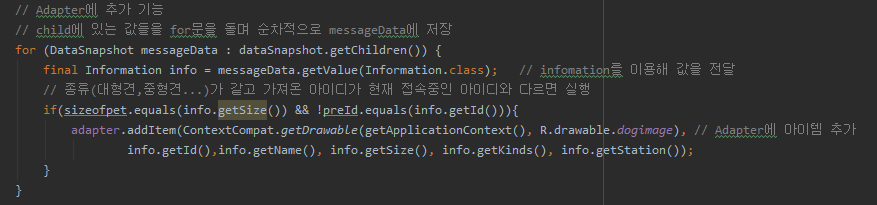 // Adapter에 추가 기능
// child에 있는 값들을 for문을 돌며 순차적으로 messageData에 저장
for (DataSnapshot messageData : dataSnapshot.getChildren()) {
final Information info = messageData.getValue(Information.class);   // infomation를 이용해 값을 전달
// 종류(대형견,중형견...)가 같고 가져온 아이디가 현재 접속중인 아이디와 다르면 실행
if(sizeofpet.equals(info.getSize()) && !preId.equals(info.getId())){
adapter.addItem(ContextCompat.getDrawable(getApplicationContext(), R.drawable.dogimage), // Adapter에 아이템 추가
info.getId(),info.getName(), info.getSize(), info.getKinds(), info.getStation());
}
}